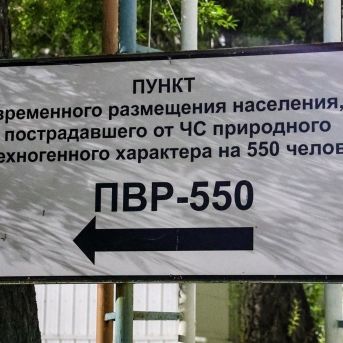 ПУНКТ
временного размещения населения,
пострадавшего от ЧС природного
техногенного характера на 550 челов
ПВР-550